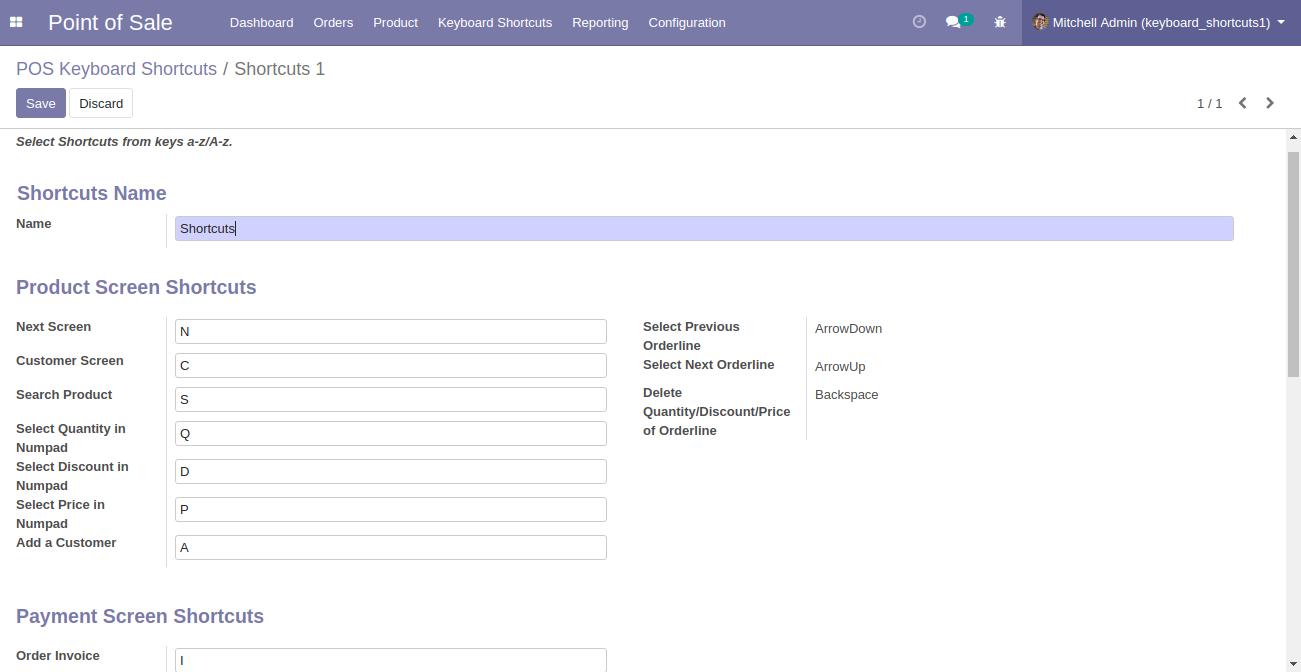 Point of Sale
Dashboard Orders Product Keyboard Shortcuts Reporting Configuration
1
Mitchell Admin (keyboard_shortcuts1)
POS Keyboard Shortcuts / Shortcuts 1
Save Discard
1 / 1
Select Shortcuts from keys a-z/A-z.
Shortcuts Name
Name
Shortcuts
Product Screen Shortcuts
Next Screen
N
Customer Screen
C
Search Product
S
Select Quantity in
Numpad
Q
Select Discount in
Numpad
D
Select Price in
Numpad
P
Add a Customer
A
Select Previous
Orderline
ArrowDown
Select Next Orderline
ArrowUp
Delete
Quantity/Discount/Price
of Orderline
Backspace
Payment Screen Shortcuts
Order Invoice
I